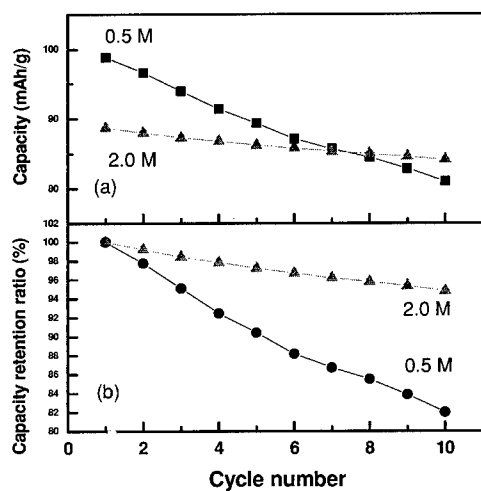 100
90
80
Capacity (mAh/g)
0.5 M
2.0 M
(a)
102
100
98
96
94
92
90
88
86
84
82
80
Capacity retention ratio (%)
2.0 M
0.5 M
(b)
0 2 4 6 8 10
Cycle number